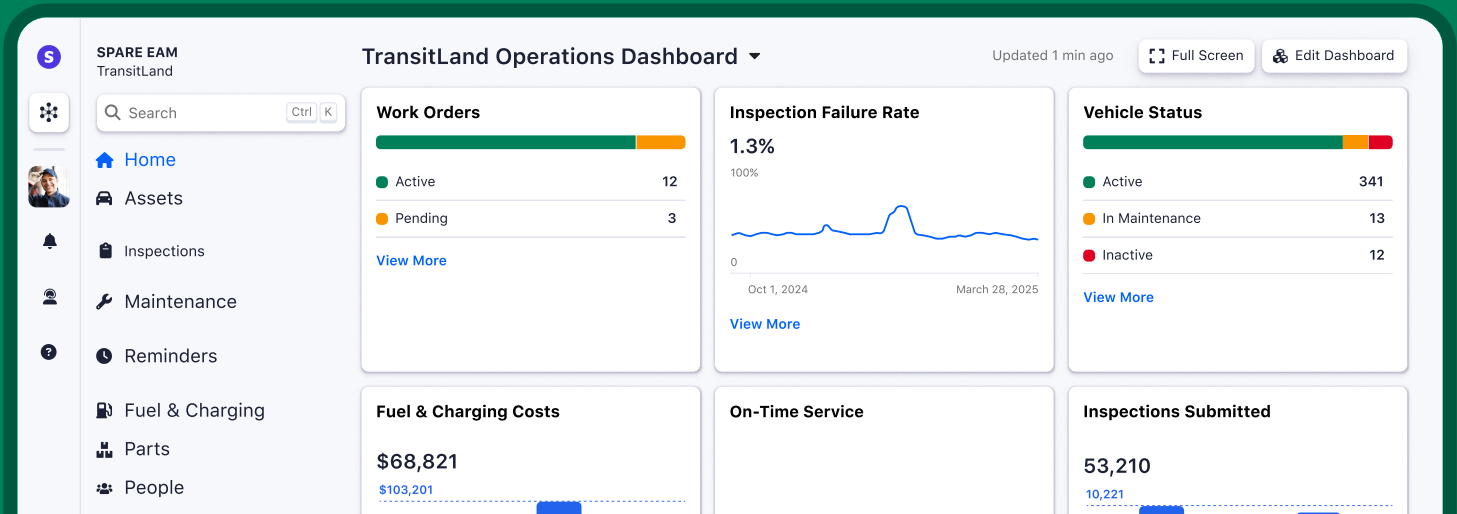 S
SPARE EAM
TransitLand
Search Ctrl K
Home
Assets
Inspections
Maintenance
Reminders
Fuel & Charging
Parts
People
TransitLand Operations Dashboard
Updated 1 min ago
Full Screen
Edit Dashboard
Work Orders
Active 12
Pending 3
View More
Inspection Failure Rate
1.3%
100%
0
Oct 1, 2024 March 28, 2025
View More
Vehicle Status
Active 341
In Maintenance 13
Inactive 12
View More
Fuel & Charging Costs
$68,821
$103,201
On-Time Service
Inspections Submitted
53,210
10,221